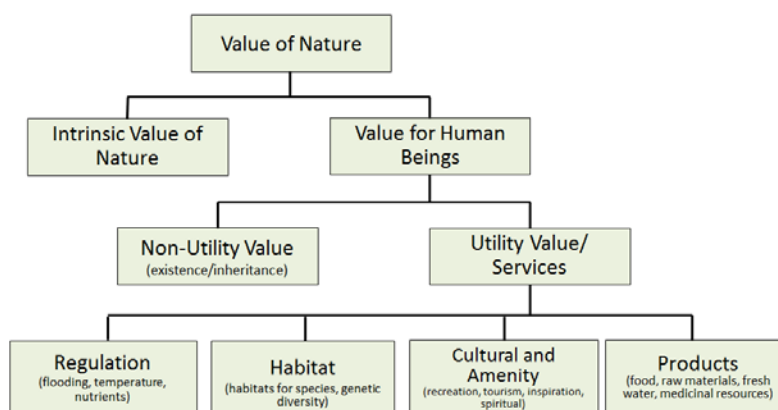 Value of Nature
Intrinsic Value of
Nature
Value for Human
Beings
Non-Utility Value
(existence/inheritance)
Utility Value/
Services
Regulation
(flooding, temperature,
nutrients)
Habitat
(habitats for species, genetic
diversity)
Cultural and
Amenity
(recreation, tourism, inspiration,
spiritual)
Products
(food, raw materials, fresh
water, medicinal resources)